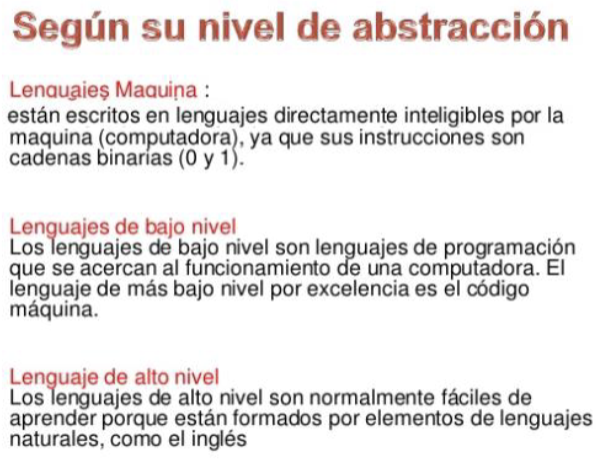 Según su nivel de abstracción
Lenguajes Maquina :
están escritos en lenguajes directamente inteligibles por la
maquina (computadora), ya que sus instrucciones son
cadenas binarias (0 y 1).
Lenguajes de bajo nivel
Los lenguajes de bajo nivel son lenguajes de programación
que se acercan al funcionamiento de una computadora. El
lenguaje de más bajo nivel por excelencia es el código
máquina.
Lenguaje de alto nivel
Los lenguajes de alto nivel son normalmente fáciles de
aprender porque están formados por elementos de lenguajes
naturales, como el inglés